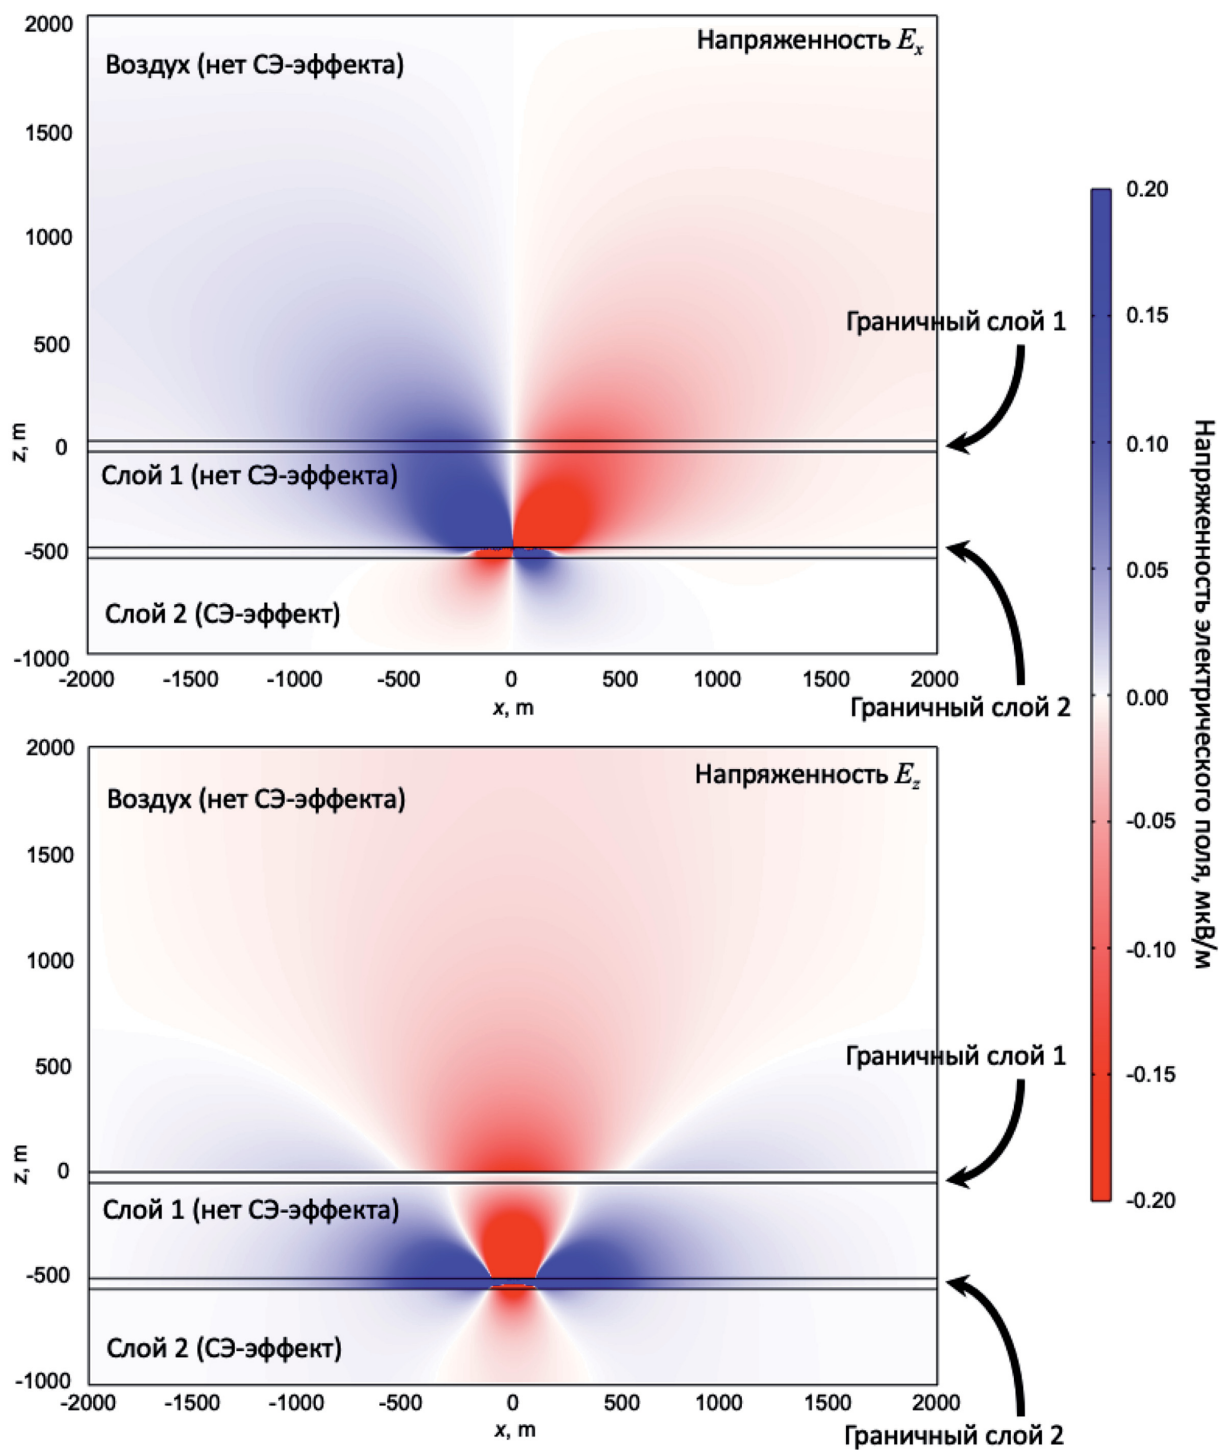 2000
Напряженность Ex
Воздух (нет СЭ-эффекта)
1500
1000
500
0
-500
-1000
z, m
Слой 1 (нет СЭ-эффекта)
Слой 2 (СЭ-эффект)
-2000 -1500 -1000 -500 0 500 1000 1500 2000
x, m
Граничный слой 1
Граничный слой 2
2000
Напряженность Ez
Воздух (нет СЭ-эффекта)
1500
1000
500
0
-500
-1000
z, m
Слой 1 (нет СЭ-эффекта)
Слой 2 (СЭ-эффект)
-2000 -1500 -1000 -500 0 500 1000 1500 2000
x, m
Граничный слой 1
Граничный слой 2
0.20
0.15
0.10
0.05
0.00
-0.05
-0.10
-0.15
-0.20
Напряженность электрического поля, мкВ/м